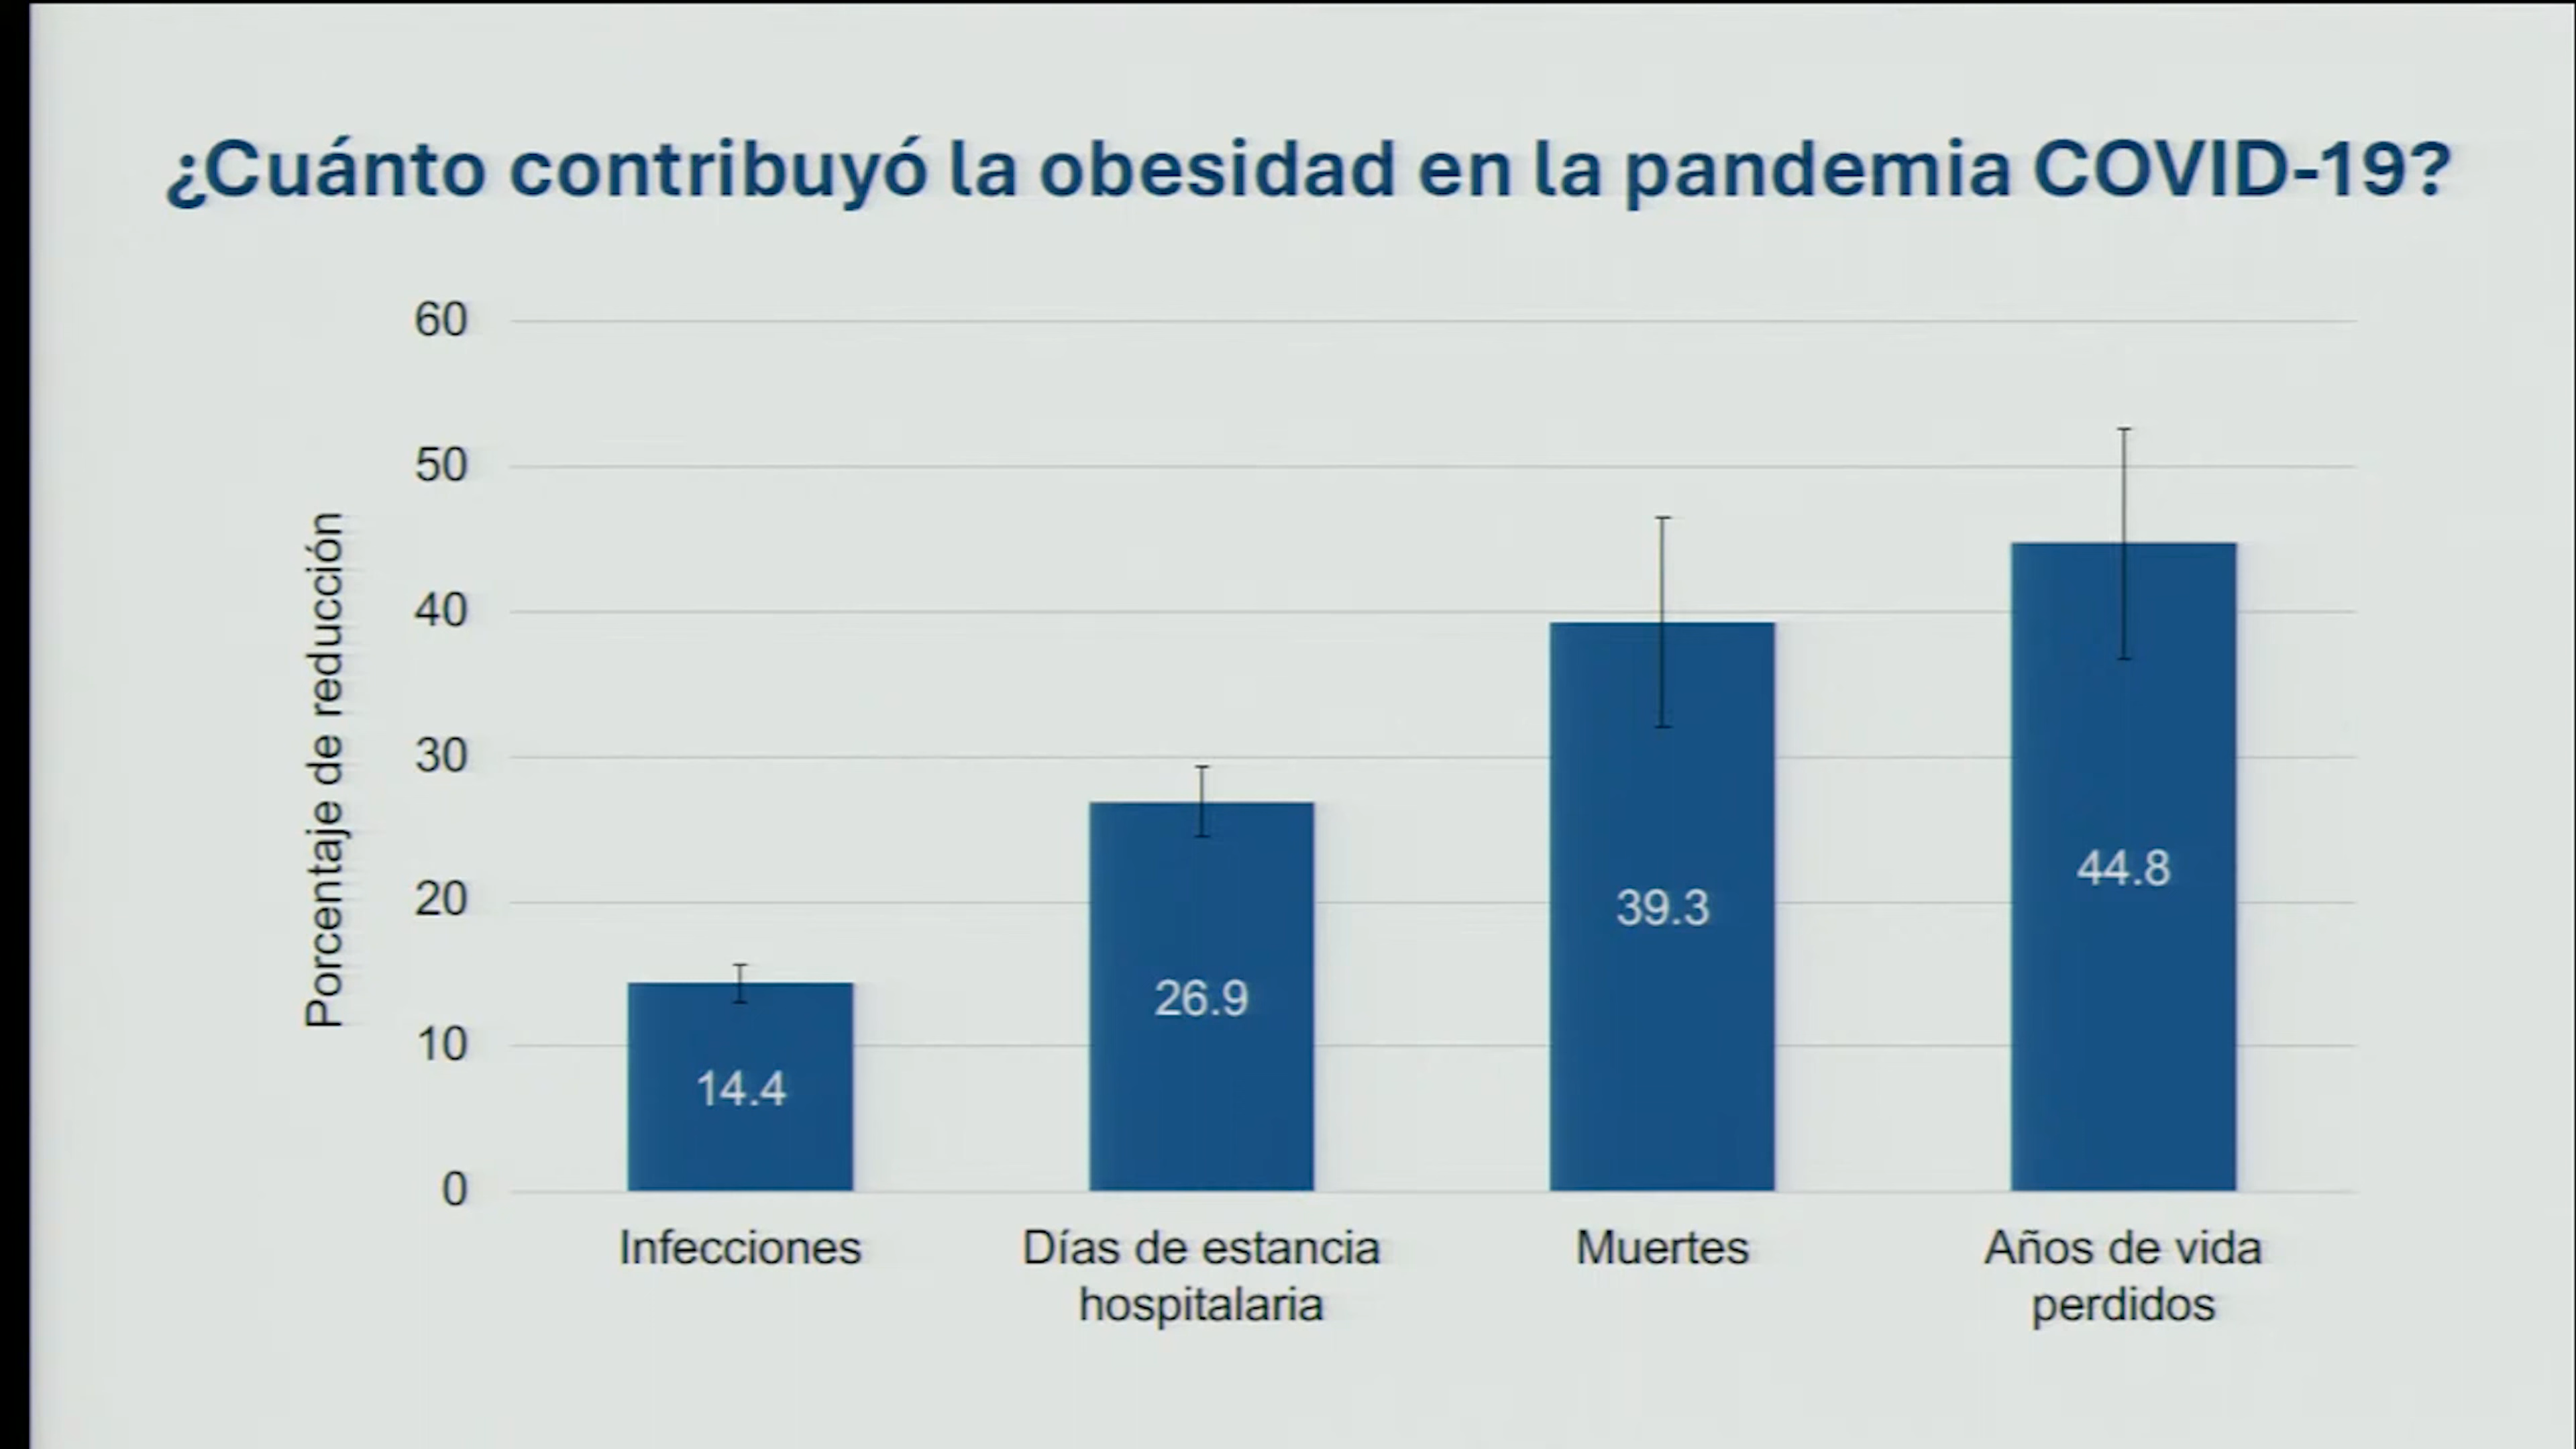 ¿Cuánto contribuyó la obesidad en la pandemia COVID-19?
Porcentaje de reducción
60
50
40
30
20
10
0
14.4
26.9
39.3
44.8
Infecciones
Días de estancia
hospitalaria
Muertes
Años de vida
perdidos